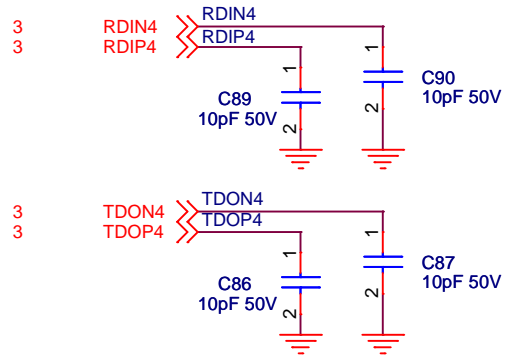 3 RDIN4 RDIN4
3 RDIP4 RDIP4
1
1
C90
10pF 50V
C89
10pF 50V
2
2
3 TDON4 TDON4
3 TDOP4 TDOP4
1
1
C87
10pF 50V
C86
10pF 50V
2
2